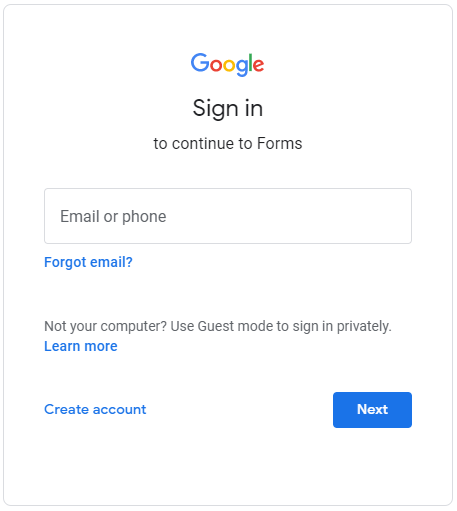 Google
Sign in
to continue to Forms
Email or phone
Forgot email?
Not your computer? Use Guest mode to sign in privately.
Learn more
Create account
Next